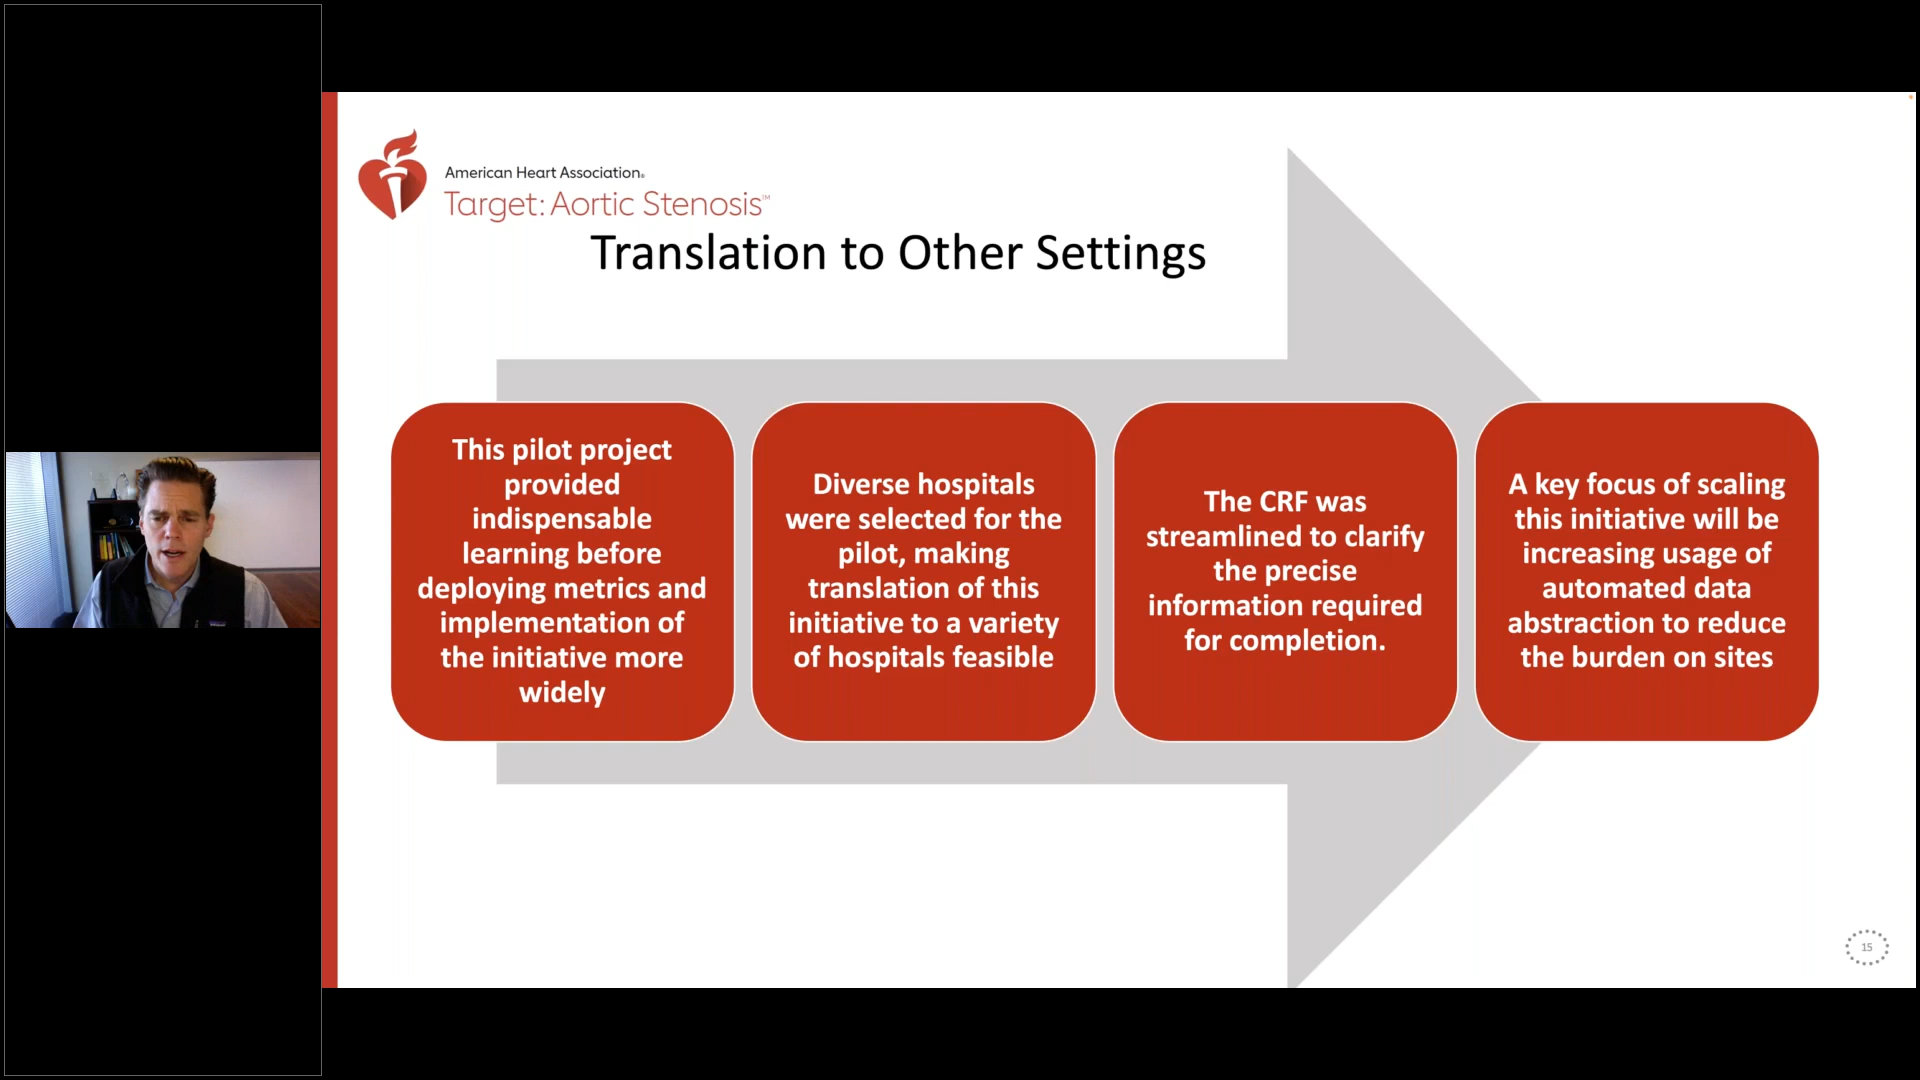 American Heart Association®
Target: Aortic Stenosis™
Translation to Other Settings
This pilot project
provided
indispensable
learning before
deploying metrics and
implementation of
the initiative more
widely
Diverse hospitals
were selected for the
pilot, making
translation of this
initiative to a variety
of hospitals feasible
The CRF was
streamlined to clarify
the precise
information required
for completion.
A key focus of scaling
this initiative will be
increasing usage of
automated data
abstraction to reduce
the burden on sites
15